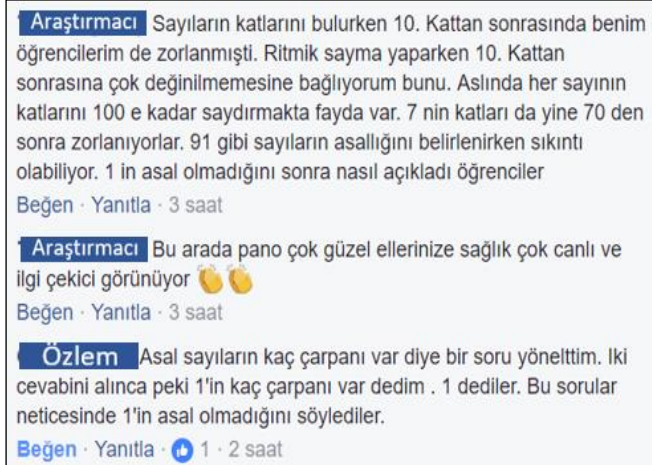 Araştırmacı Sayıların katlarını bulurken 10. Kattan sonrasında benim
öğrencilerim de zorlanmışti. Ritmik sayma yaparken 10. Kattan
sonrasına çok değinilmemesine bağlıyorum bunu. Aslında her sayının
katlarını 100 e kadar saydırmakta fayda var. 7 nin katları da yine 70 den
sonra zorlanıyorlar. 91 gibi sayıların asallığını belirlenirken sıkıntı
olabiliyor. 1 in asal olmadığını sonra nasıl açıkladı öğrenciler
Beğen · Yanıtla · 3 saat
Araştırmacı Bu arada pano çok güzel ellerinize sağlık çok canlı ve
ilgi çekici görünüyor
Beğen · Yanıtla · 3 saat
Özlem Asal sayıların kaç çarpanı var diye bir soru yönelttim. Iki
cevabini alınca peki 1'in kaç çarpanı var dedim . 1 dediler. Bu sorular
neticesinde 1'in asal olmadığını söylediler.
Beğen · Yanıtla · 1 · 2 saat